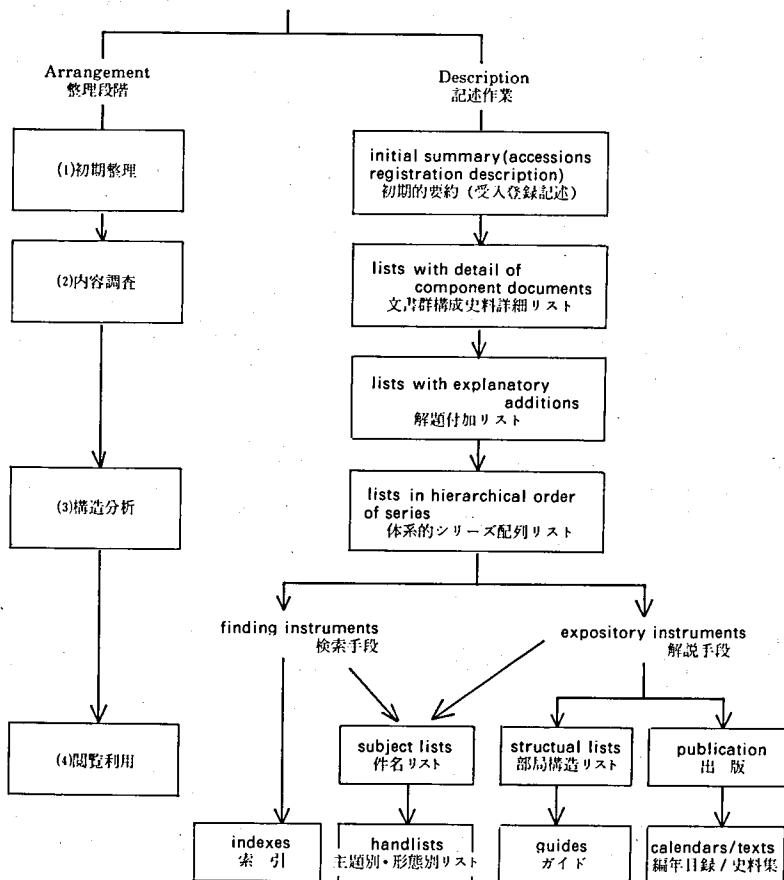 Arrangement
整理段階
Description
記述作業
(1)初期整理
initial summary(accessions
registration description)
初期的要約（受入登録記述）
(2)内容調査
lists with detail of
component documents
文書群構成史料詳細リスト
lists with explanatory
additions
解題付加リスト
(3)構造分析
lists in hierarchical order
of series
体系的シリーズ配列リスト
finding instruments
検索手段
expository instruments
解説手段
(4)閲覧利用
subject lists
件名リスト
structual lists
部局構造リスト
publication
出 版
indexes
索 引
handlists
主題別・形態別リスト
guides
ガイド
calendars/texts
編年目録/史料集